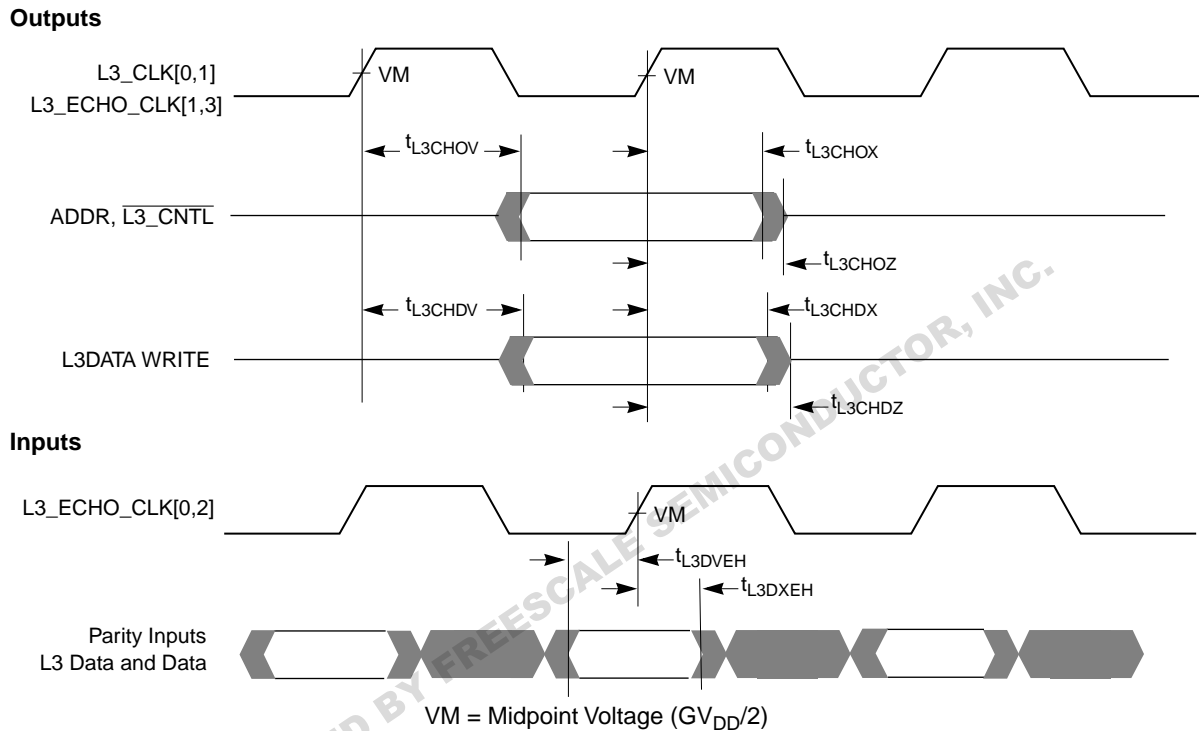 Outputs
L3_CLK[0,1]
VM
VM
L3_ECHO_CLK[1,3]
tL3CHOV
tL3CHOX
ADDR, L3_CNTL
tL3CHOZ
tL3CHDV
tL3CHDX
L3DATA WRITE
tL3CHDZ
Inputs
L3_ECHO_CLK[0,2]
VM
tL3DVEH
tL3DXEH
Parity Inputs
L3 Data and Data
VM = Midpoint Voltage (GVDD/2)
BY FREESCALE SEMICONDUCTOR, INC.